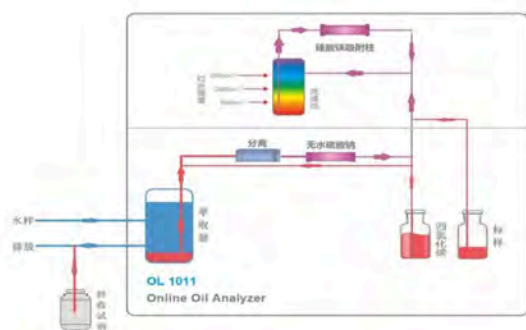 硅酸镁吸附柱
分离
无水硫酸钠
萃取器
水样
排放
四氯化碳
标样
OL 1011
Online Oil Analyzer